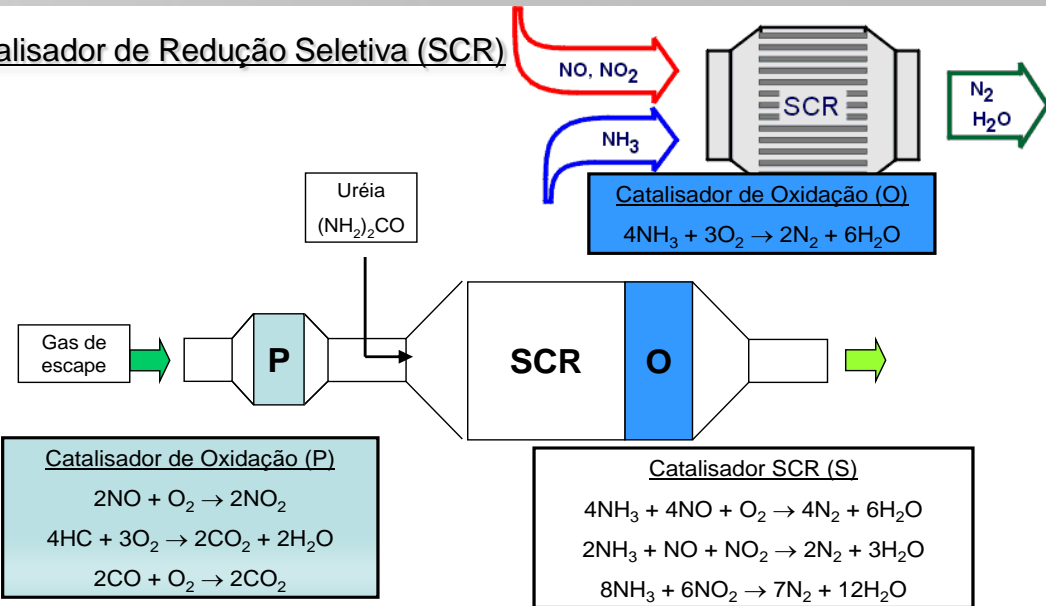 alisador de Redução Seletiva (SCR)
NO, NO₂
NH₃
SCR
N₂
H₂O
Uréia
(NH₂)₂CO
Catalisador de Oxidação (O)
4NH₃ + 3O₂ → 2N₂ + 6H₂O
Gas de
escape
P
SCR
O
Catalisador de Oxidação (P)
2NO + O₂ → 2NO₂
4HC + 3O₂ → 2CO₂ + 2H₂O
2CO + O₂ → 2CO₂
Catalisador SCR (S)
4NH₃ + 4NO + O₂ → 4N₂ + 6H₂O
2NH₃ + NO + NO₂ → 2N₂ + 3H₂O
8NH₃ + 6NO₂ → 7N₂ + 12H₂O